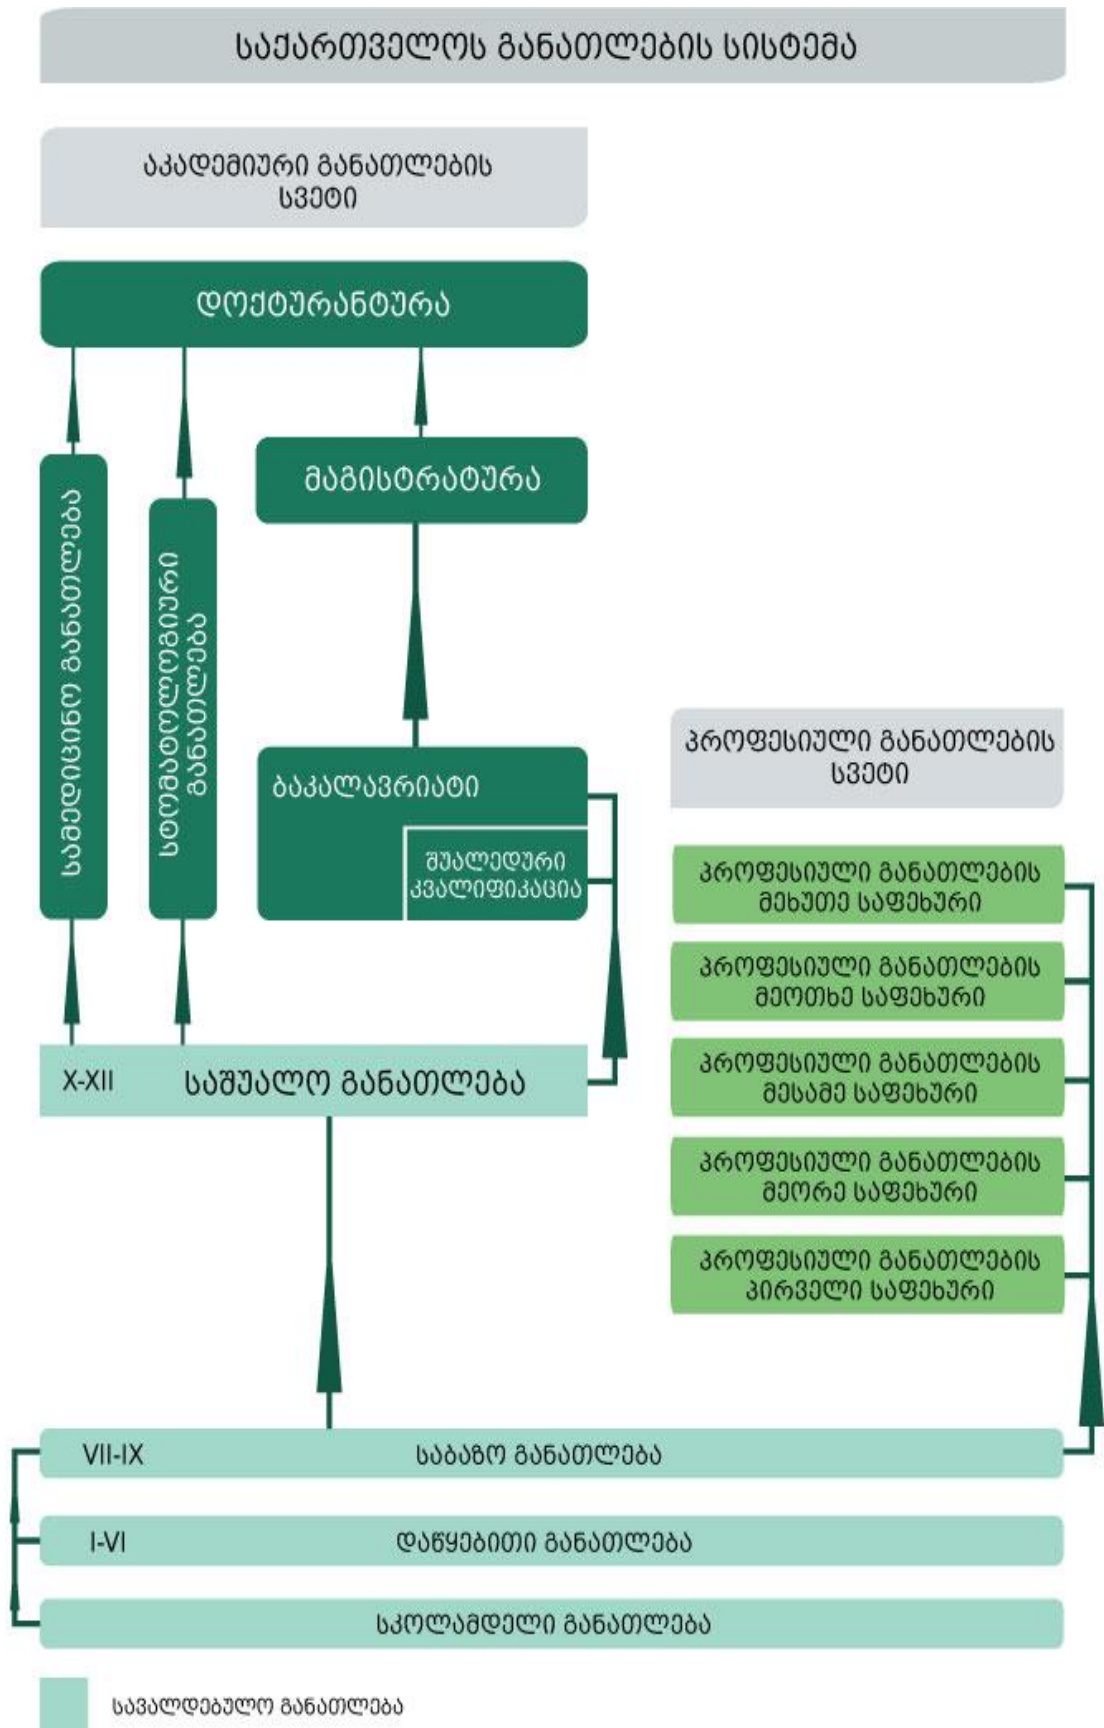 საქართველოს განათლების სისტემა
აკადემიური განათლების
სვეტი
დოქტურანტურა
მაგისტრატურა
სამედიცინო განათლება
სტომატოლოგიური
განათლება
ბაკალავრიატი
შუალედური
კვალიფიკაცია
X-XII საშუალო განათლება
პროფესიული განათლების
სვეტი
პროფესიული განათლების
მეხუთე საფეხური
პროფესიული განათლების
მეოთხე საფეხური
პროფესიული განათლების
მესამე საფეხური
პროფესიული განათლების
მეორე საფეხური
პროფესიული განათლების
პირველი საფეხური
VII-IX საბაზო განათლება
I-VI დაწყებითი განათლება
სკოლამდელი განათლება
სავალდებულო განათლება